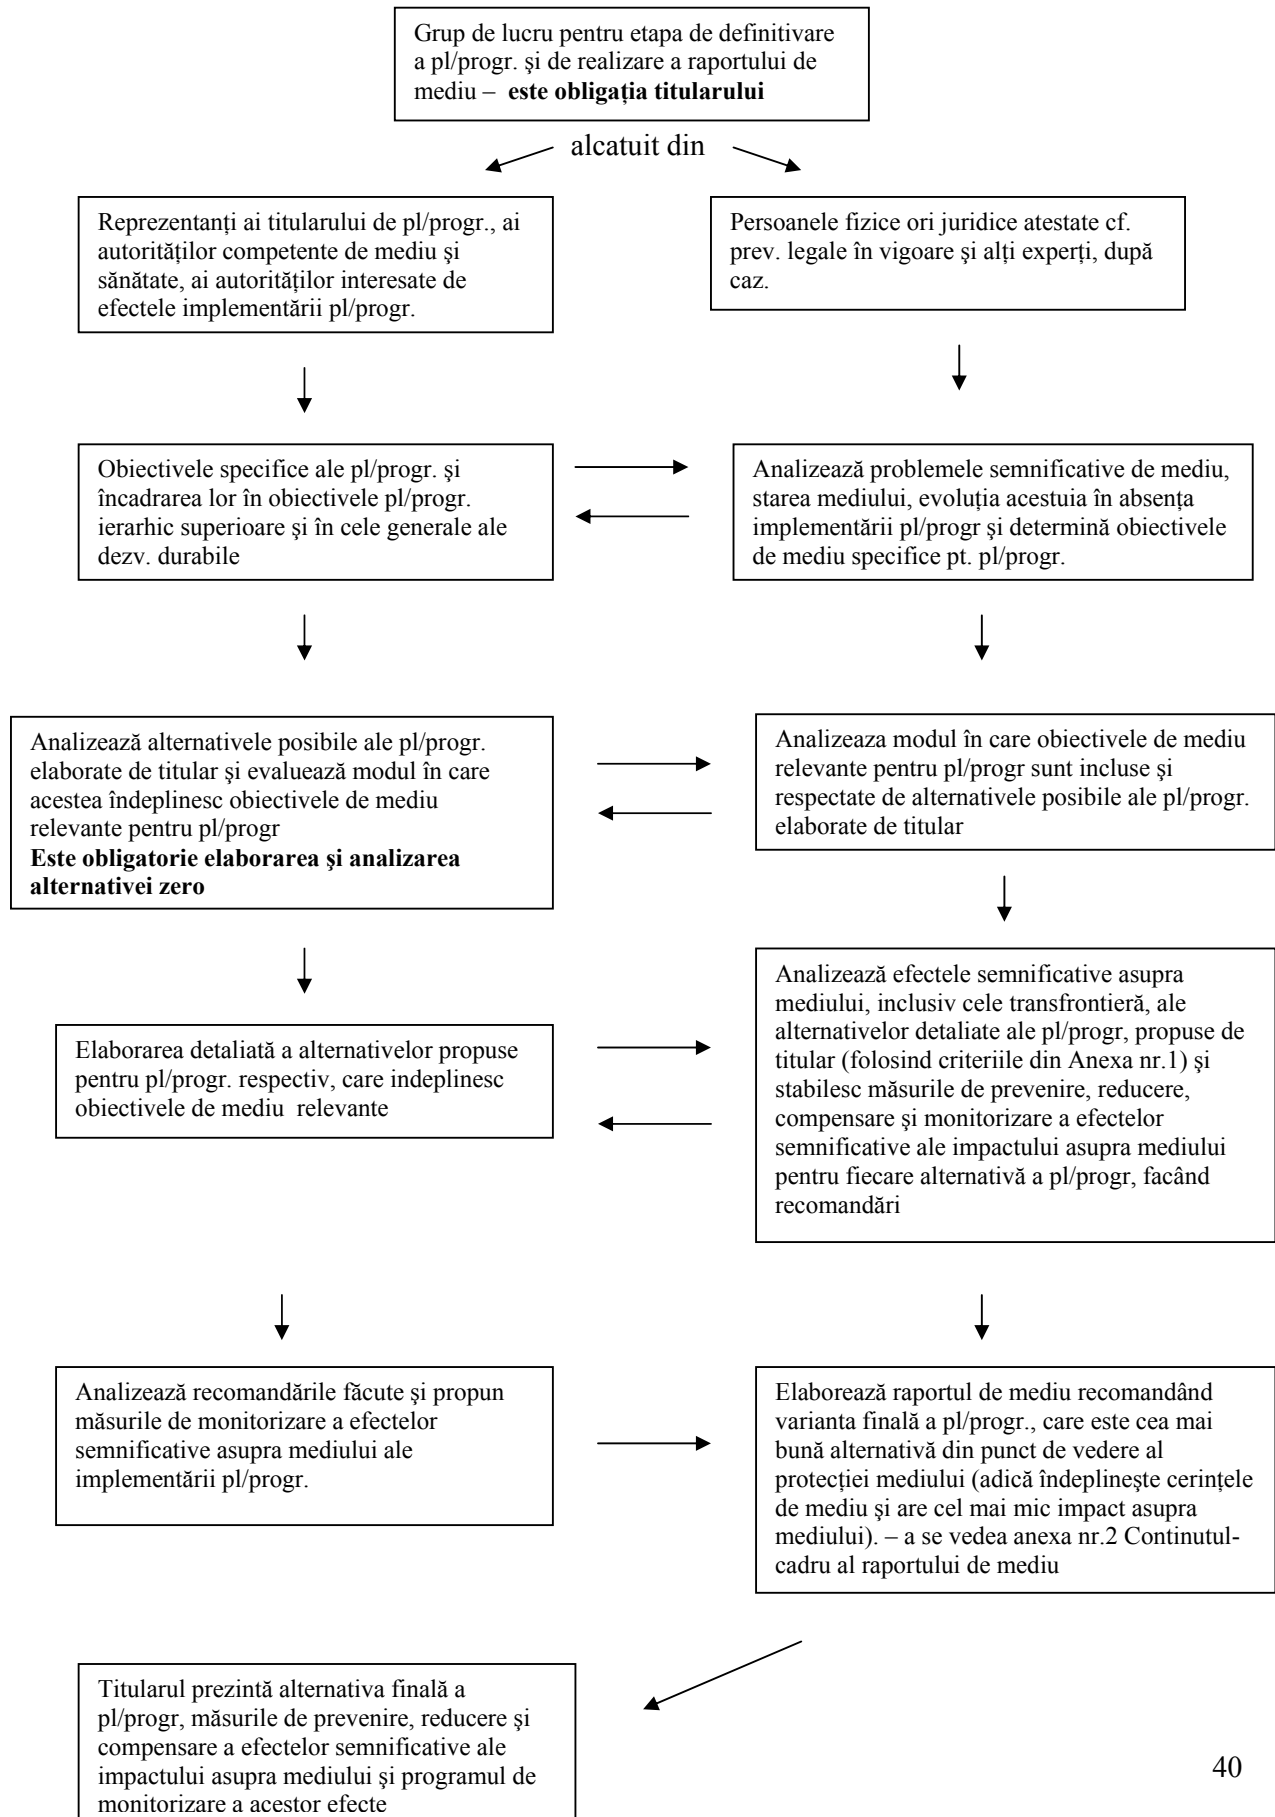 Grup de lucru pentru etapa de definitivare
a pl/progr. şi de realizare a raportului de
mediu – este obligaţia titularului
alcatuit din
Reprezentanţi ai titularului de pl/progr., ai
autorităţilor competente de mediu şi
sănătate, ai autorităţilor interesate de
efectele implementării pl/progr.
Persoanele fizice ori juridice atestate cf.
prev. legale în vigoare şi alţi experţi, după
caz.
Obiectivele specifice ale pl/progr. şi
încadrarea lor în obiectivele pl/progr.
ierarhic superioare şi în cele generale ale
dezv. durabile
Analizează problemele semnificative de mediu,
starea mediului, evoluţia acestuia în absenţa
implementării pl/progr şi determină obiectivele
de mediu specifice pt. pl/progr.
Analizează alternativele posibile ale pl/progr.
elaborate de titular şi evaluează modul în care
acestea îndeplinesc obiectivele de mediu
relevante pentru pl/progr
Este obligatorie elaborarea şi analizarea
alternativei zero
Analizeaza modul în care obiectivele de mediu
relevante pentru pl/progr sunt incluse şi
respectate de alternativele posibile ale pl/progr.
elaborate de titular
Elaborarea detaliată a alternativelor propuse
pentru pl/progr. respectiv, care indeplinesc
obiectivele de mediu relevante
Analizează efectele semnificative asupra
mediului, inclusiv cele transfrontieră, ale
alternativelor detaliate ale pl/progr, propuse de
titular (folosind criteriile din Anexa nr.1) şi
stabilesc măsurile de prevenire, reducere,
compensare şi monitorizare a efectelor
semnificative ale impactului asupra mediului
pentru fiecare alternativă a pl/progr, facând
recomandări
Analizează recomandările făcute şi propun
măsurile de monitorizare a efectelor
semnificative asupra mediului ale
implementării pl/progr.
Elaborează raportul de mediu recomandând
varianta finală a pl/progr., care este cea mai
bună alternativă din punct de vedere al
protecţiei mediului (adică îndeplineşte cerinţele
de mediu şi are cel mai mic impact asupra
mediului). – a se vedea anexa nr.2 Continutul-
cadru al raportului de mediu
Titularul prezintă alternativa finală a
pl/progr, măsurile de prevenire, reducere şi
compensare a efectelor semnificative ale
impactului asupra mediului şi programul de
monitorizare a acestor efecte
40